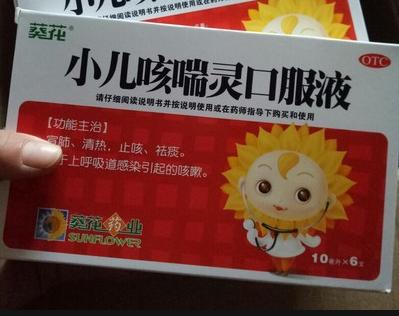 小儿
葵花
小儿咳喘灵口服液
OTC
请仔细阅读说明书并按说明使用或在药师指导下购买和使用
【功能主治】
宣肺、清热，止咳、祛痰。
于上呼吸道感染引起的咳嗽。
葵花药业
SUNFLOWER
10毫升×6支